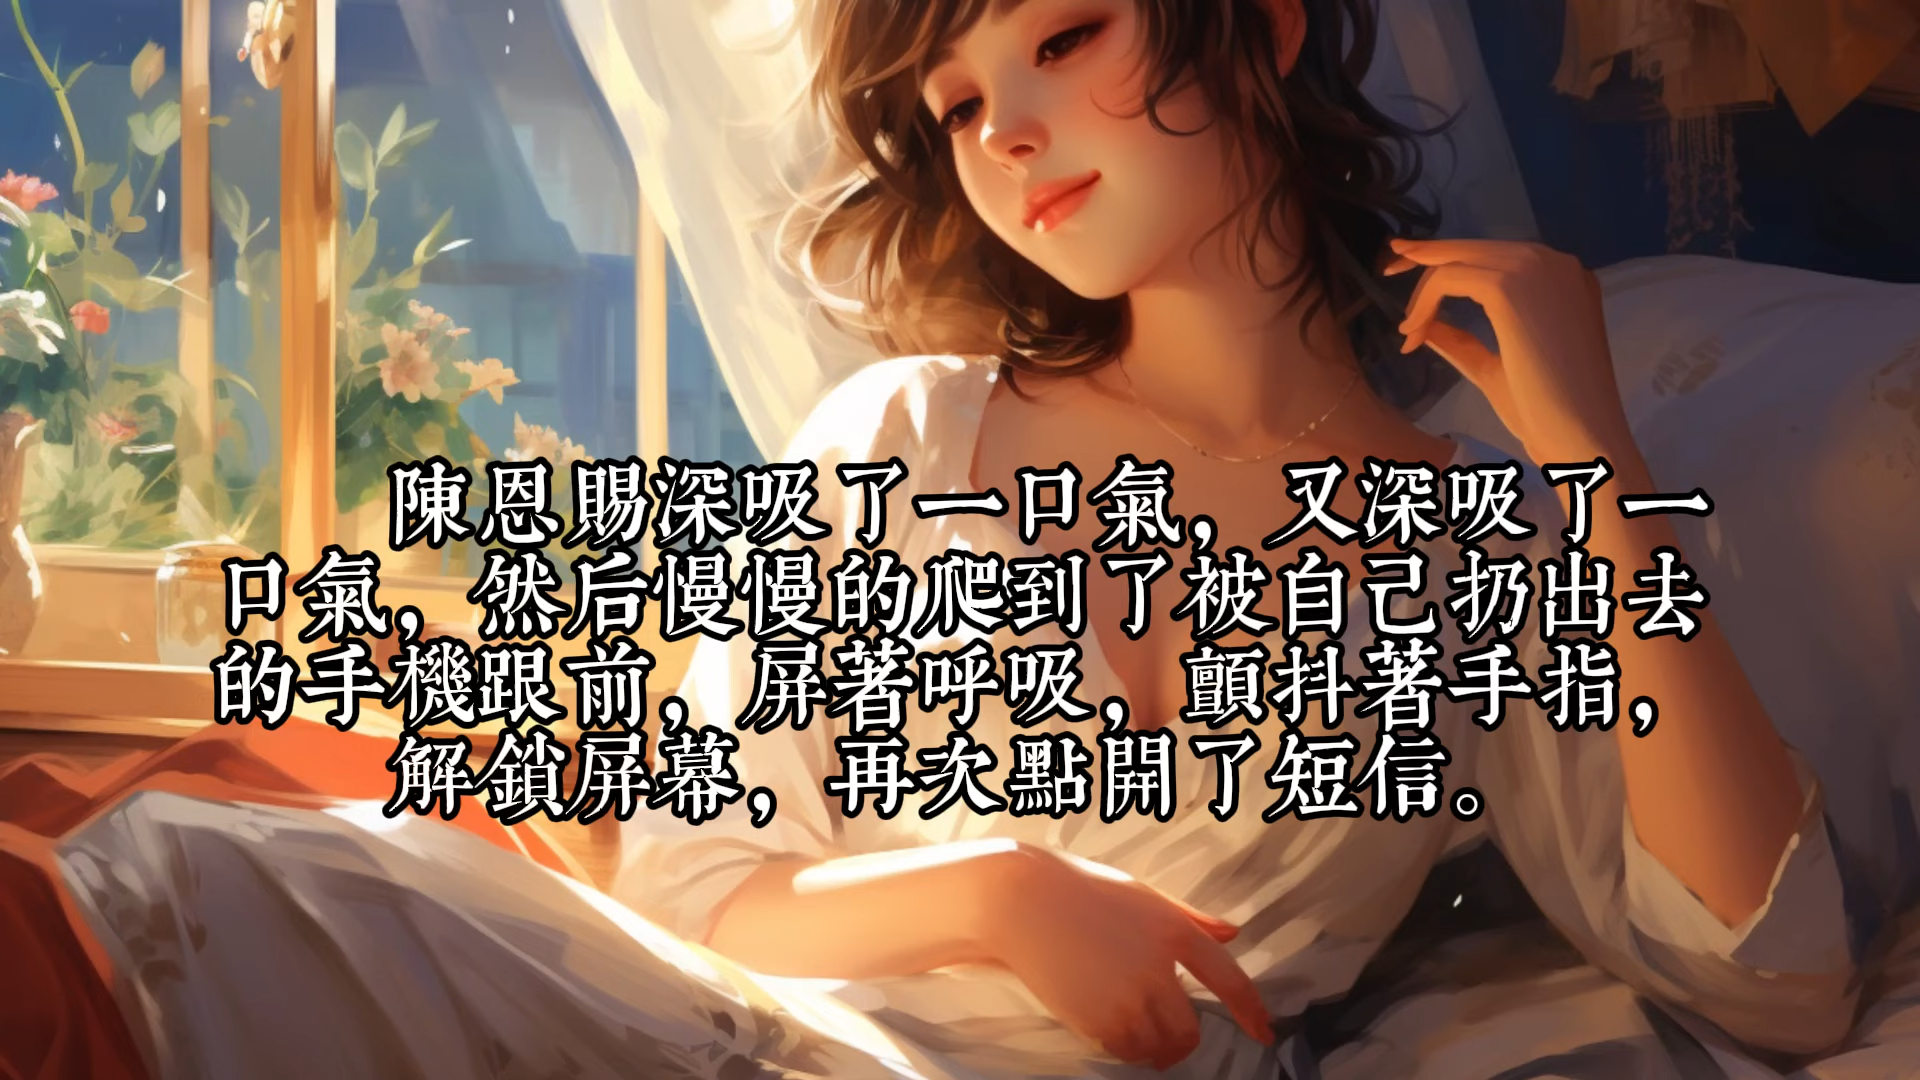 陳恩賜深吸了一口氣，又深吸了一
口氣，然后慢慢的爬到了被自己扔出去
的手機跟前，屏著呼吸，顫抖著手指，
解鎖屏幕，再次點開了短信。